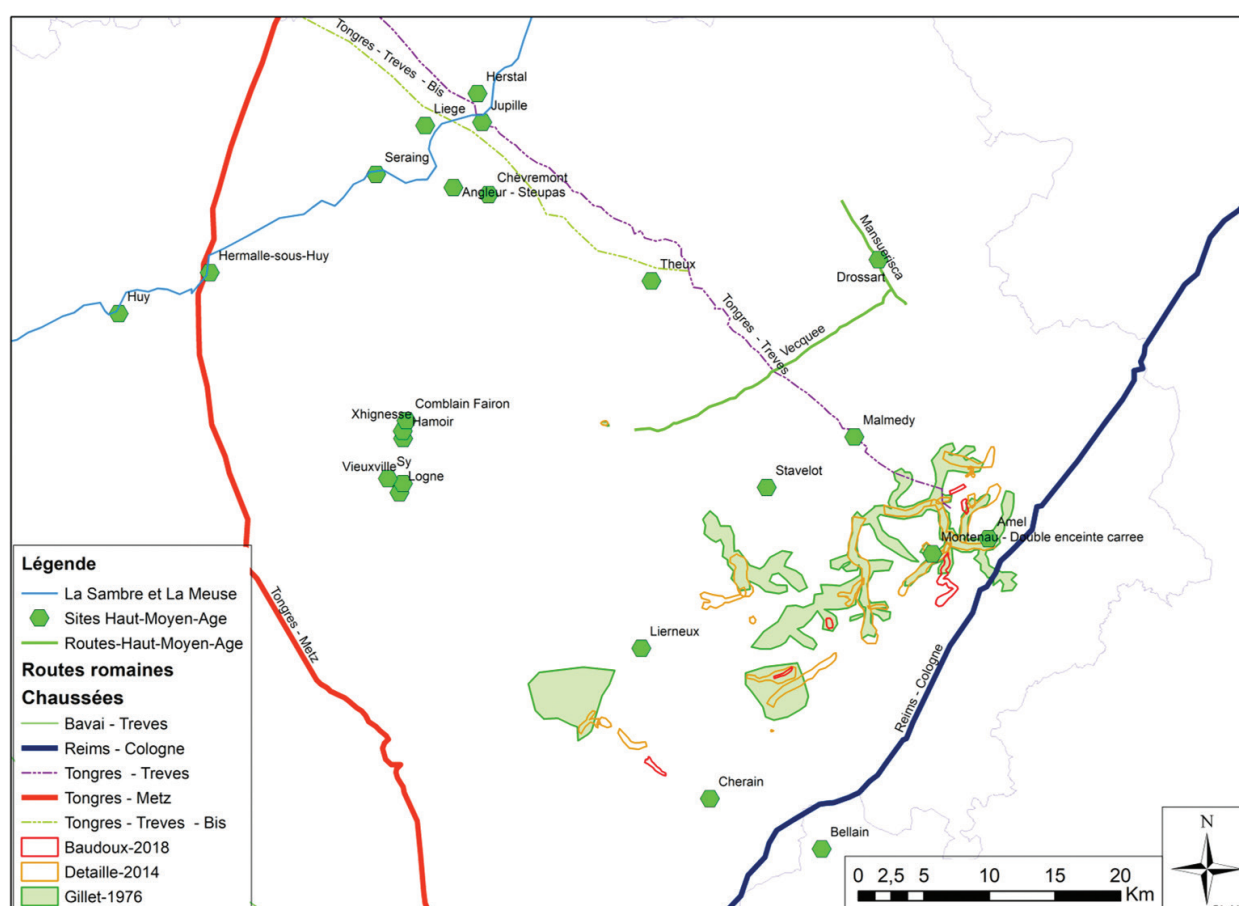 Tongres - Treves - Bis
Herstal
Liege
Jupille
Seraing
Chèvremont
Angleur - Steupas
Mansuerisca
Hermalle-sous-Huy
Theux
Drossart
Huy
Tongres - Treves
Vecquee
Comblain Fairon
Xhignesse
Hamoir
Malmedy
Sy
Vieuxville
Logne
Stavelot
Amel
Montenau - Double enceinte carree
Légende
La Sambre et La Meuse
Sites Haut-Moyen-Age
Routes-Haut-Moyen-Age
Routes romaines
Chaussées
Bavai - Treves
Reims - Cologne
Tongres - Treves
Tongres - Metz
Tongres - Treves - Bis
Baudoux-2018
Detaille-2014
Gillet-1976
Tongres - Metz
Lierneux
Reims - Cologne
Cherain
Bellain
N
0 2,5 5 10 15 20
Km